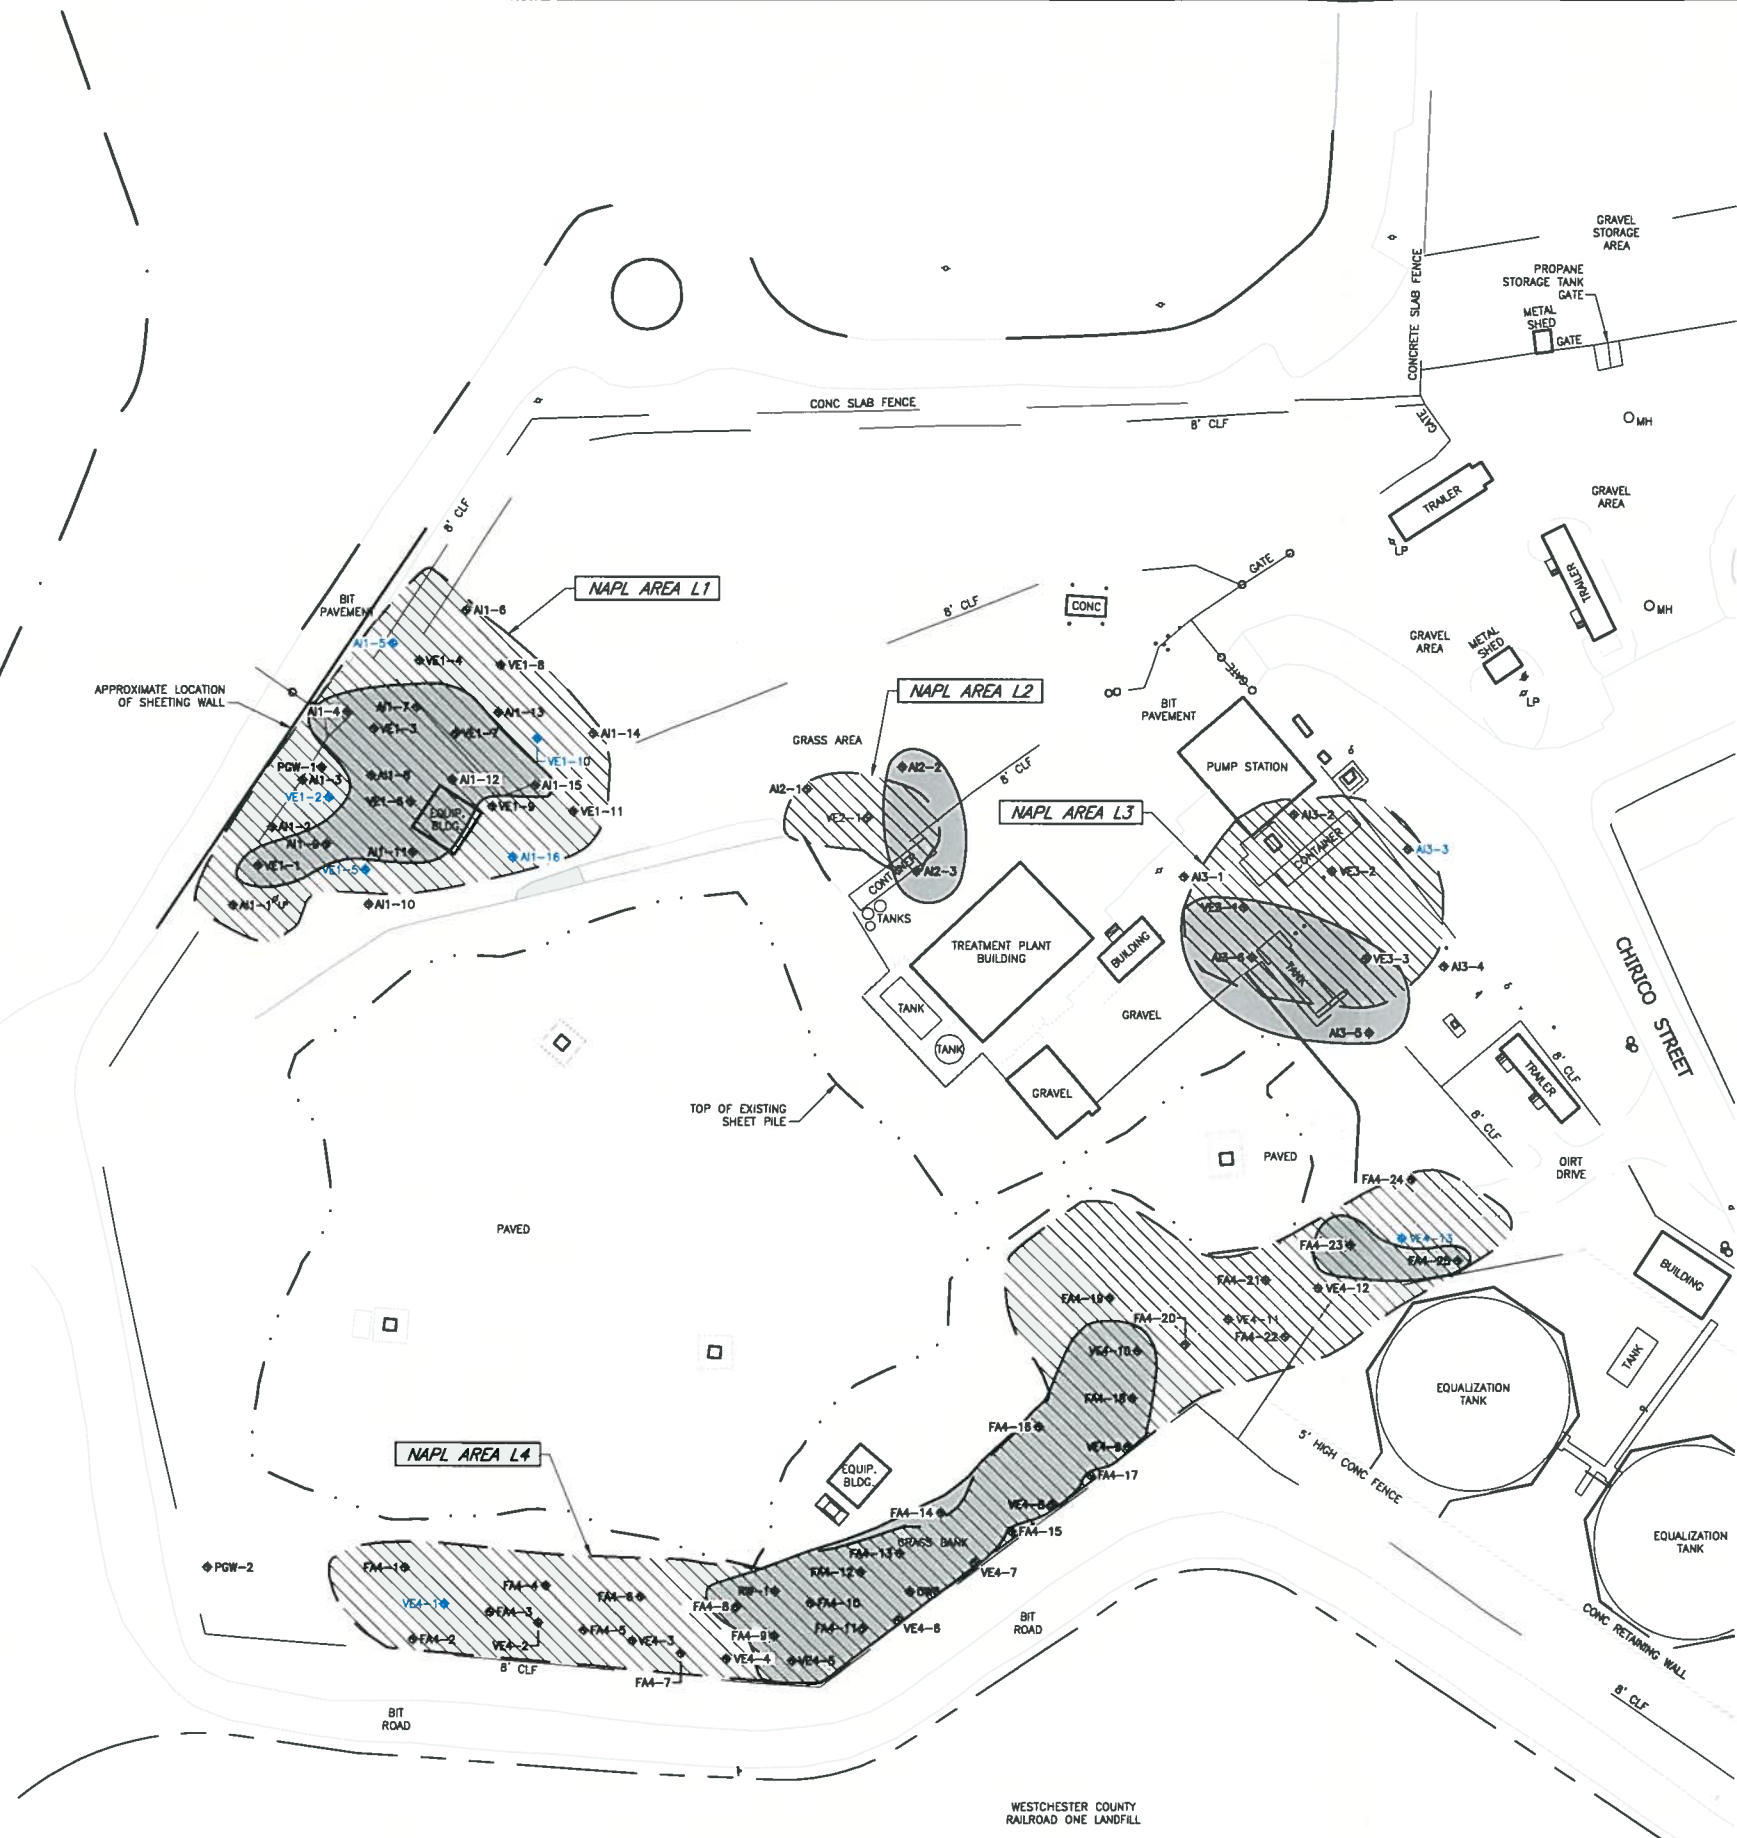 GRAVEL
STORAGE
AREA
PROPANE
STORAGE TANK
GATE
METAL
SHED
GATE
CONCRETE SLAB FENCE
CONC SLAB FENCE
8' CLF
GATE
MH
TRAILER
GRAVEL
AREA
LP
8' CLF
GATE
TRAILER
MH
BIT
PAVEMENT
NAPL AREA L1
CONC
8' CLF
AI1-6
AI1-5
VE1-4
VE1-8
GRAVEL
AREA
METAL
SHED
LP
GATE
APPROXIMATE LOCATION
OF SHEETING WALL
NAPL AREA L2
BIT
PAVEMENT
AI1-4
AI1-7
AI1-13
VE1-3
VE1-7
AI1-14
GRASS AREA
VE1-10
PGW-1
AI1-3
AI1-8
AI1-12
AI1-15
VE1-2
VE1-6
VE1-9
VE1-11
EQUIP.
BLDG.
AI1-2
AI1-9
AI1-11
AI1-16
VE1-1
VE1-5
AI1-1
LP
AI1-10
AI2-2
8' CLF
PUMP STATION
AI2-1
VE2-1
NAPL AREA L3
AI3-2
CONTAINER
AI3-3
CONTAINER
AI2-3
AI3-1
VE3-2
TANKS
VE3-1
TREATMENT PLANT
BUILDING
BUILDING
AI3-6
TANK
VE3-3
AI3-4
CHIRICO STREET
TANK
GRAVEL
AI3-5
TANK
8' CLF
TRAILER
GRAVEL
TOP OF EXISTING
SHEET PILE
8' CLF
PAVED
DIRT
DRIVE
FA4-24
PAVED
FA4-23
VE4-13
FA4-25
BUILDING
FA4-21
VE4-12
FA4-19
FA4-20
VE4-11
FA4-22
VE4-10
TANK
EQUALIZATION
TANK
FA4-18
FA4-16
VE4-9
5' HIGH CONC FENCE
NAPL AREA L4
EQUIP.
BLDG.
FA4-17
VE4-8
FA4-14
FA4-15
GRASS BANK
EQUALIZATION
TANK
PGW-2
FA4-1
FA4-13
FA4-12
VE4-7
FA4-4
FA4-6
RW-1
VE4-1
FA4-3
FA4-8
FA4-10
FA4-2
VE4-2
FA4-5
VE4-3
FA4-9
FA4-11
VE4-6
BIT
ROAD
CONC RETAINING WALL
8' CLF
FA4-7
VE4-4
VE4-5
8' CLF
BIT
ROAD
WESTCHESTER COUNTY
RAILROAD ONE LANDFILL